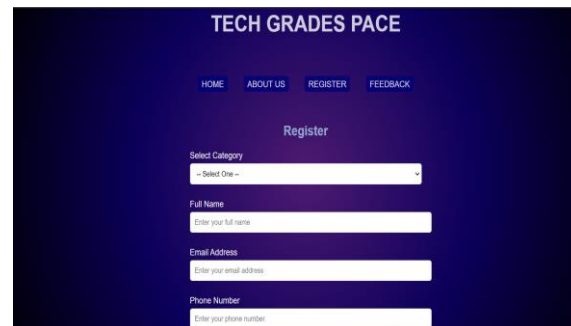 TECH GRADES PACE
HOME ABOUT US REGISTER FEEDBACK
Register
Select Category
-- Select One --
Full Name
Enter your full name
Email Address
Enter your email address
Phone Number
Enter your phone number